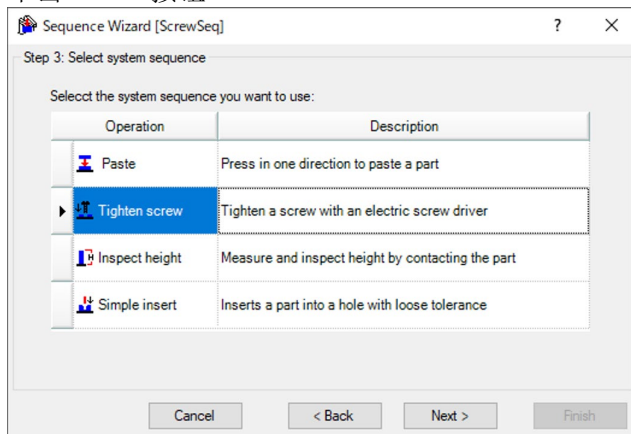 Sequence Wizard [ScrewSeq]
Step 3: Select system sequence
Selecct the system sequence you want to use:
Operation Description
Paste Press in one direction to paste a part
Tighten screw Tighten a screw with an electric screw driver
Inspect height Measure and inspect height by contacting the part
Simple insert Inserts a part into a hole with loose tolerance
Cancel < Back Next > Finish